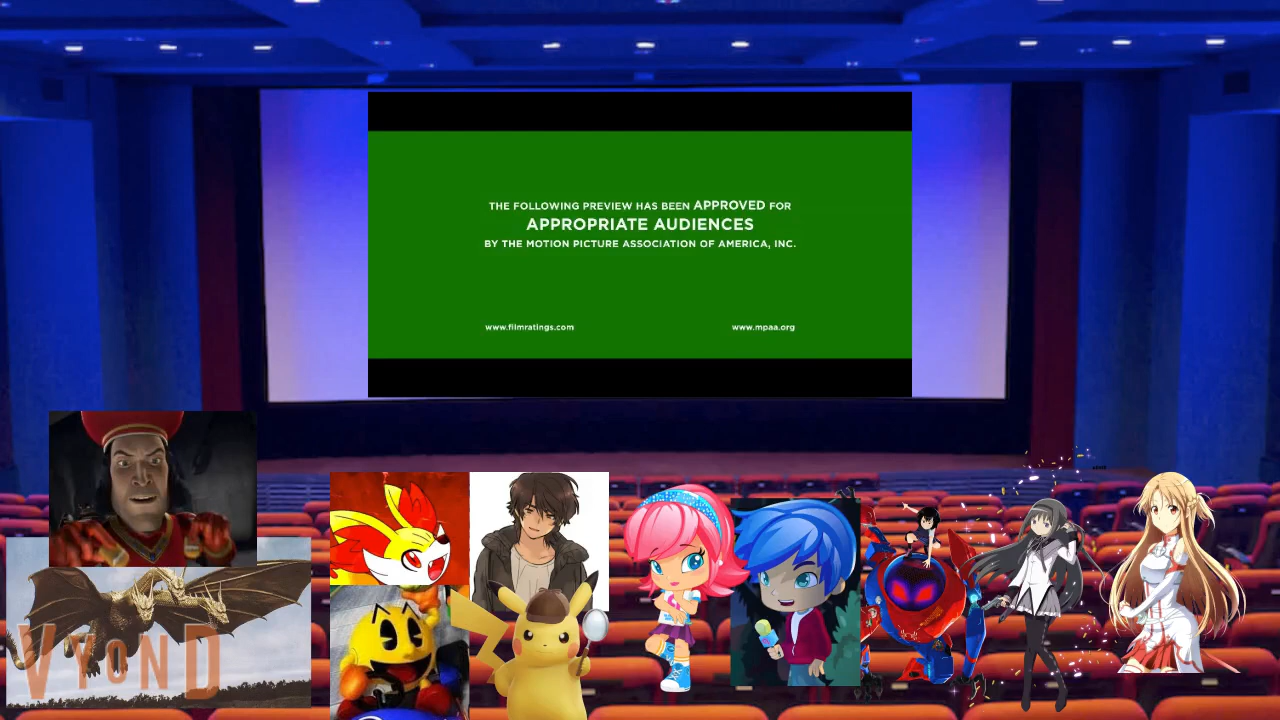 THE FOLLOWING PREVIEW HAS BEEN APPROVED FOR
APPROPRIATE AUDIENCES
BY THE MOTION PICTURE ASSOCIATION OF AMERICA, INC.
www.filmratings.com www.mpaa.org
VYOND